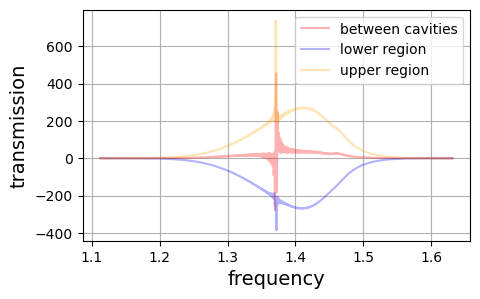 between cavities
lower region
upper region
transmission
600
400
200
0
−200
−400
1.1 1.2 1.3 1.4 1.5 1.6
frequency